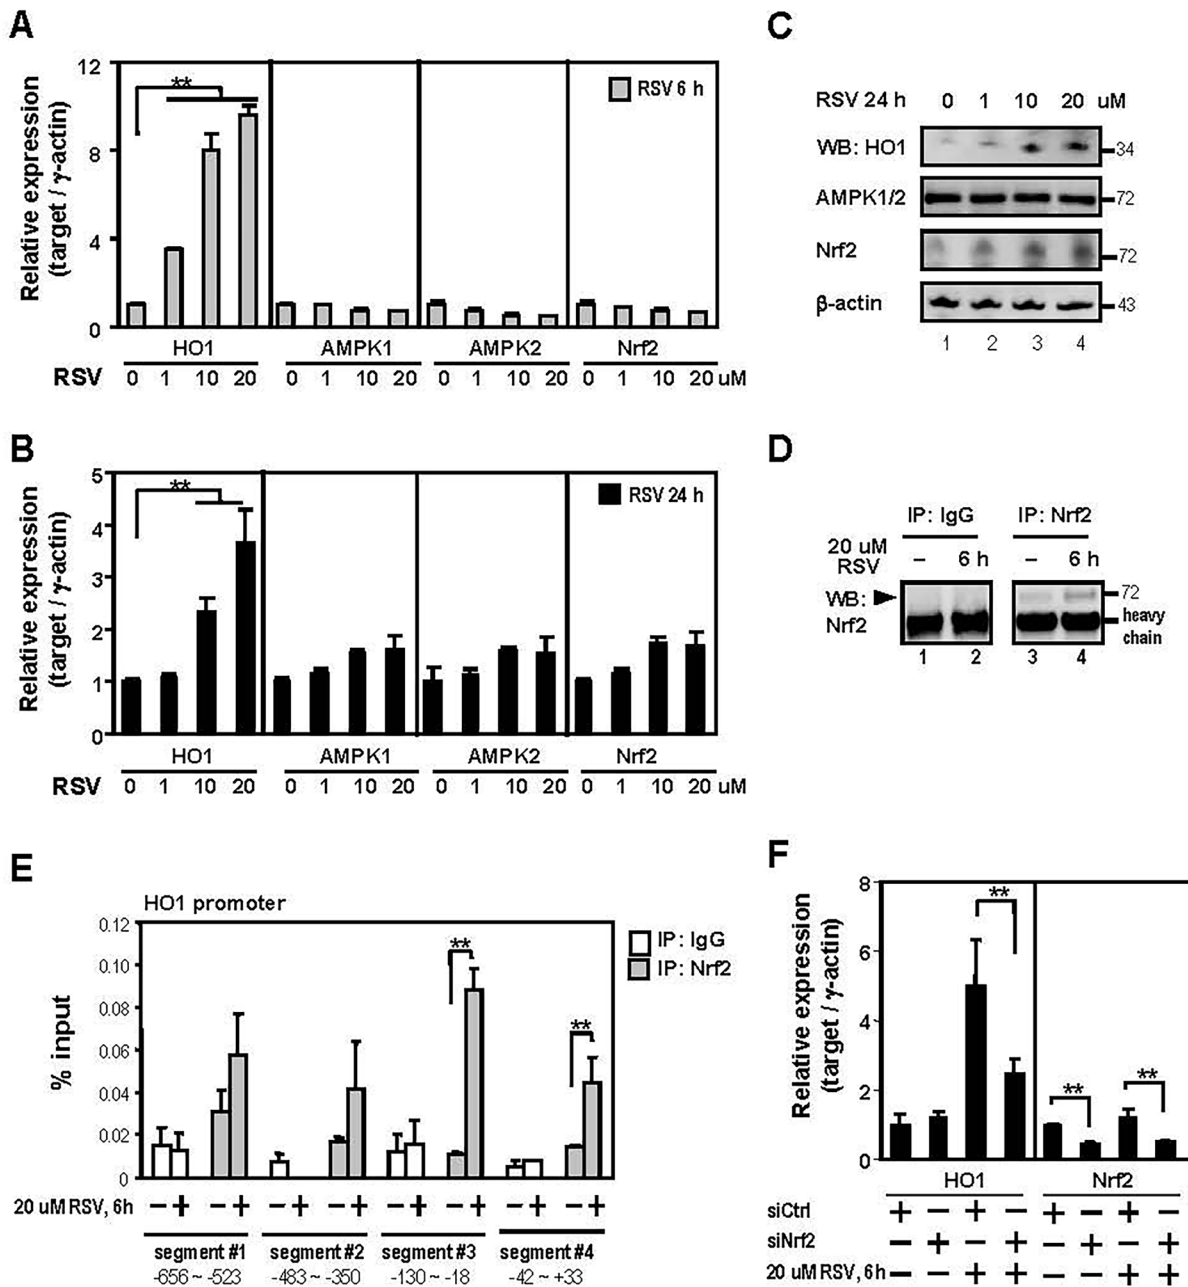 A
Relative expression
(target / γ-actin)
12
8
4
0
**
RSV 6 h
HO1 AMPK1 AMPK2 Nrf2
RSV 0 1 10 20 0 1 10 20 0 1 10 20 0 1 10 20 uM
B
Relative expression
(target / γ-actin)
5
4
3
2
1
0
**
RSV 24 h
HO1 AMPK1 AMPK2 Nrf2
RSV 0 1 10 20 0 1 10 20 0 1 10 20 0 1 10 20 uM
C
RSV 24 h 0 1 10 20 uM
WB: HO1 34
AMPK1/2 72
Nrf2 72
β-actin 43
1 2 3 4
D
IP: IgG IP: Nrf2
20 uM
RSV – 6 h – 6 h
WB: 72
Nrf2 heavy
chain
1 2 3 4
E
HO1 promoter
% input
0.12
0.10
0.08
0.06
0.04
0.02
0
** **
IP: IgG
IP: Nrf2
20 uM RSV, 6h – + – + – + – + – + – + – + – +
segment #1 segment #2 segment #3 segment #4
-656 ~ -523 -483 ~ -350 -130 ~ -18 -42 ~ +33
F
Relative expression
(target / γ-actin)
8
6
4
2
0
** ** **
HO1 Nrf2
siCtrl + – + – + – + –
siNrf2 – + – + – + – +
20 uM RSV, 6h – – + + – – + +